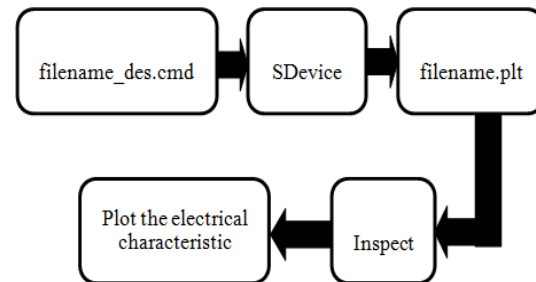 filename_des.cmd
SDevice
filename.plt
Plot the electrical
characteristic
Inspect